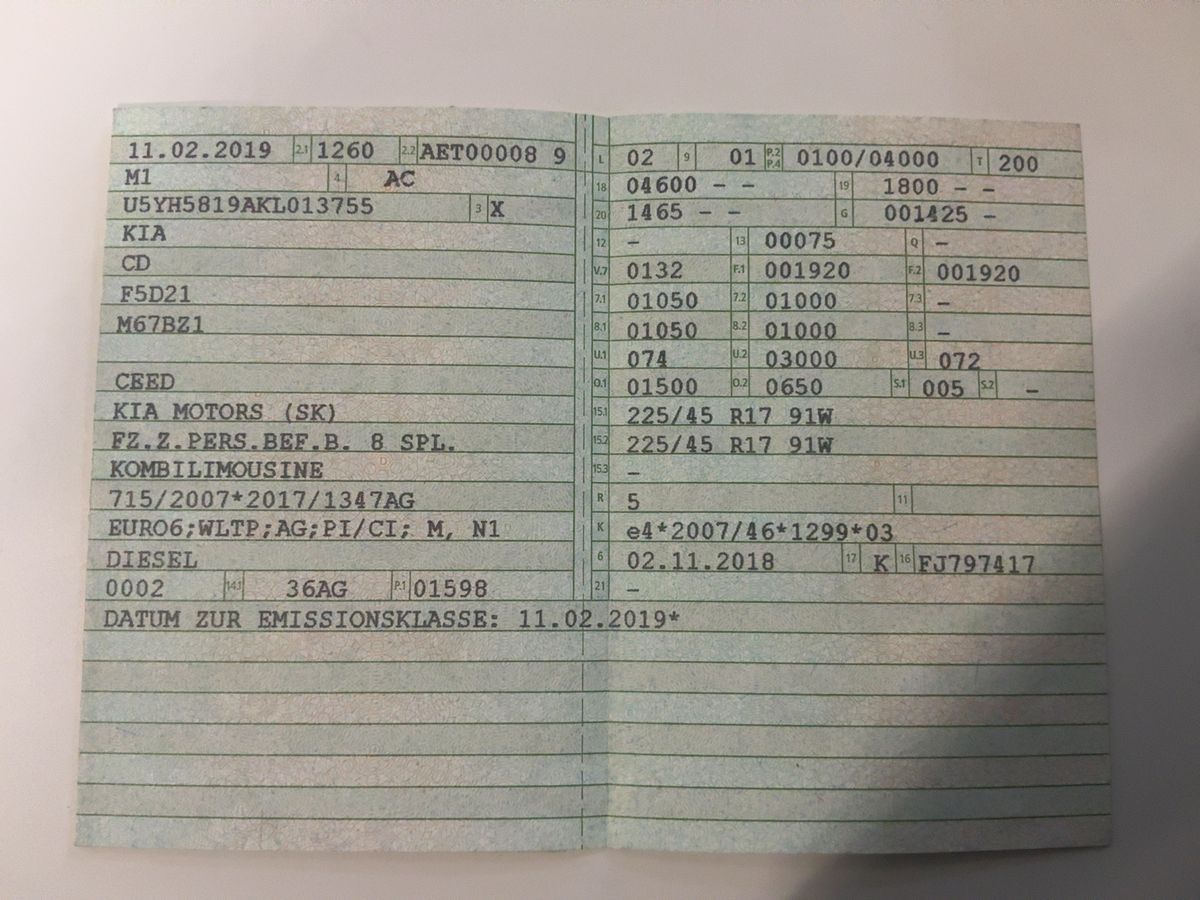 11.02.2019 2.1 1260 2.2 AET00008 9
M1 4 AC
U5YH5819AKL013755 3 X
KIA
CD
F5D21
M67BZ1
CEED
KIA MOTORS (SK)
FZ.Z.PERS.BEF.B. 8 SPL.
KOMBILIMOUSINE
715/2007*2017/1347AG
EURO6;WLTP;AG;PI/CI; M, N1
DIESEL
0002 14.1 36AG P.1 01598
DATUM ZUR EMISSIONSKLASSE: 11.02.2019*
L 02 9 01 P.2 P.4 0100/04000 T 200
18 04600 - - 19 1800 - -
20 1465 - - G 001425 -
12 - 13 00075 Q -
V.7 0132 F.1 001920 F.2 001920
7.1 01050 7.2 01000 7.3 -
8.1 01050 8.2 01000 8.3 -
U.1 074 U.2 03000 U.3 072
O.1 01500 O.2 0650 S.1 005 S.2 -
15.1 225/45 R17 91W
15.2 225/45 R17 91W
15.3 -
R 5 11
K e4*2007/46*1299*03
6 02.11.2018 17 K 16 FJ797417
21 -